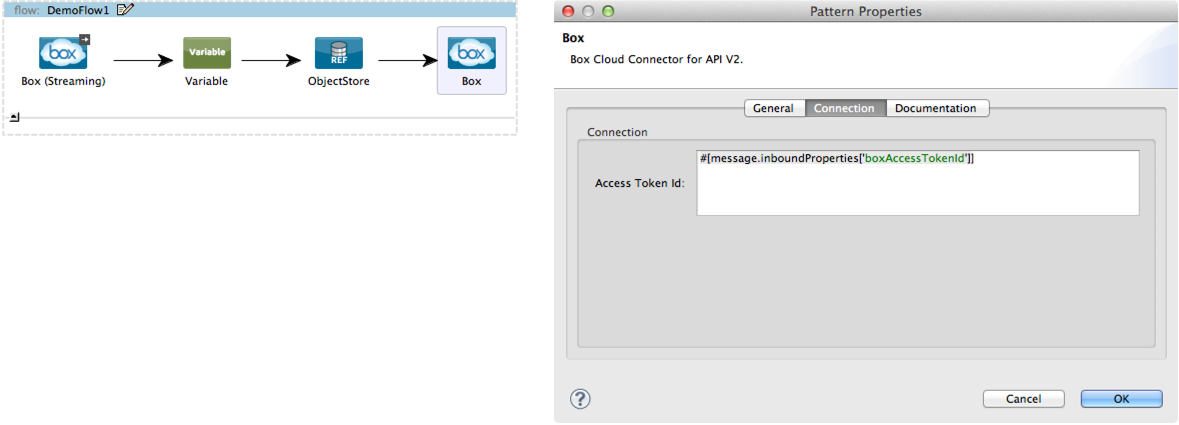 flow: DemoFlow1
box
Variable
REF
box
Box (Streaming)
Variable
ObjectStore
Box
Pattern Properties
Box
Box Cloud Connector for API V2.
General
Connection
Documentation
Connection
Access Token Id:
#[message.inboundProperties['boxAccessTokenId']]
?
Cancel
OK